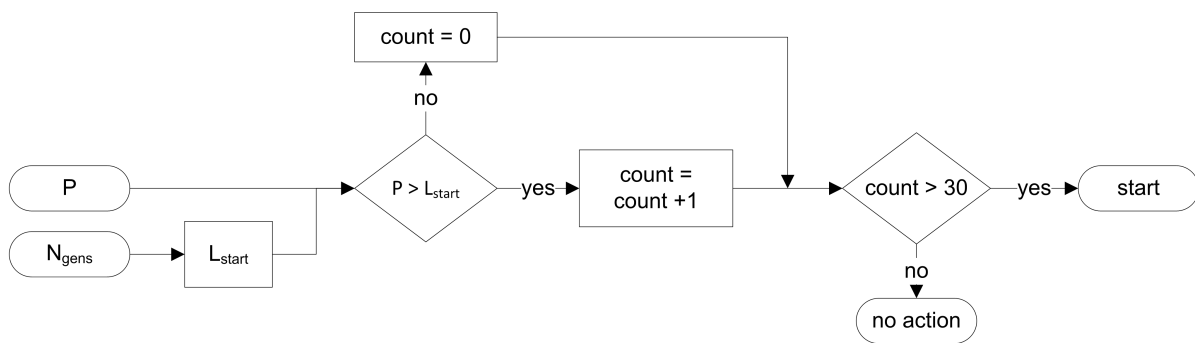 count = 0
no
P
P > Lstart
yes
count =
count +1
count > 30
yes
start
Ngens
Lstart
no
no action